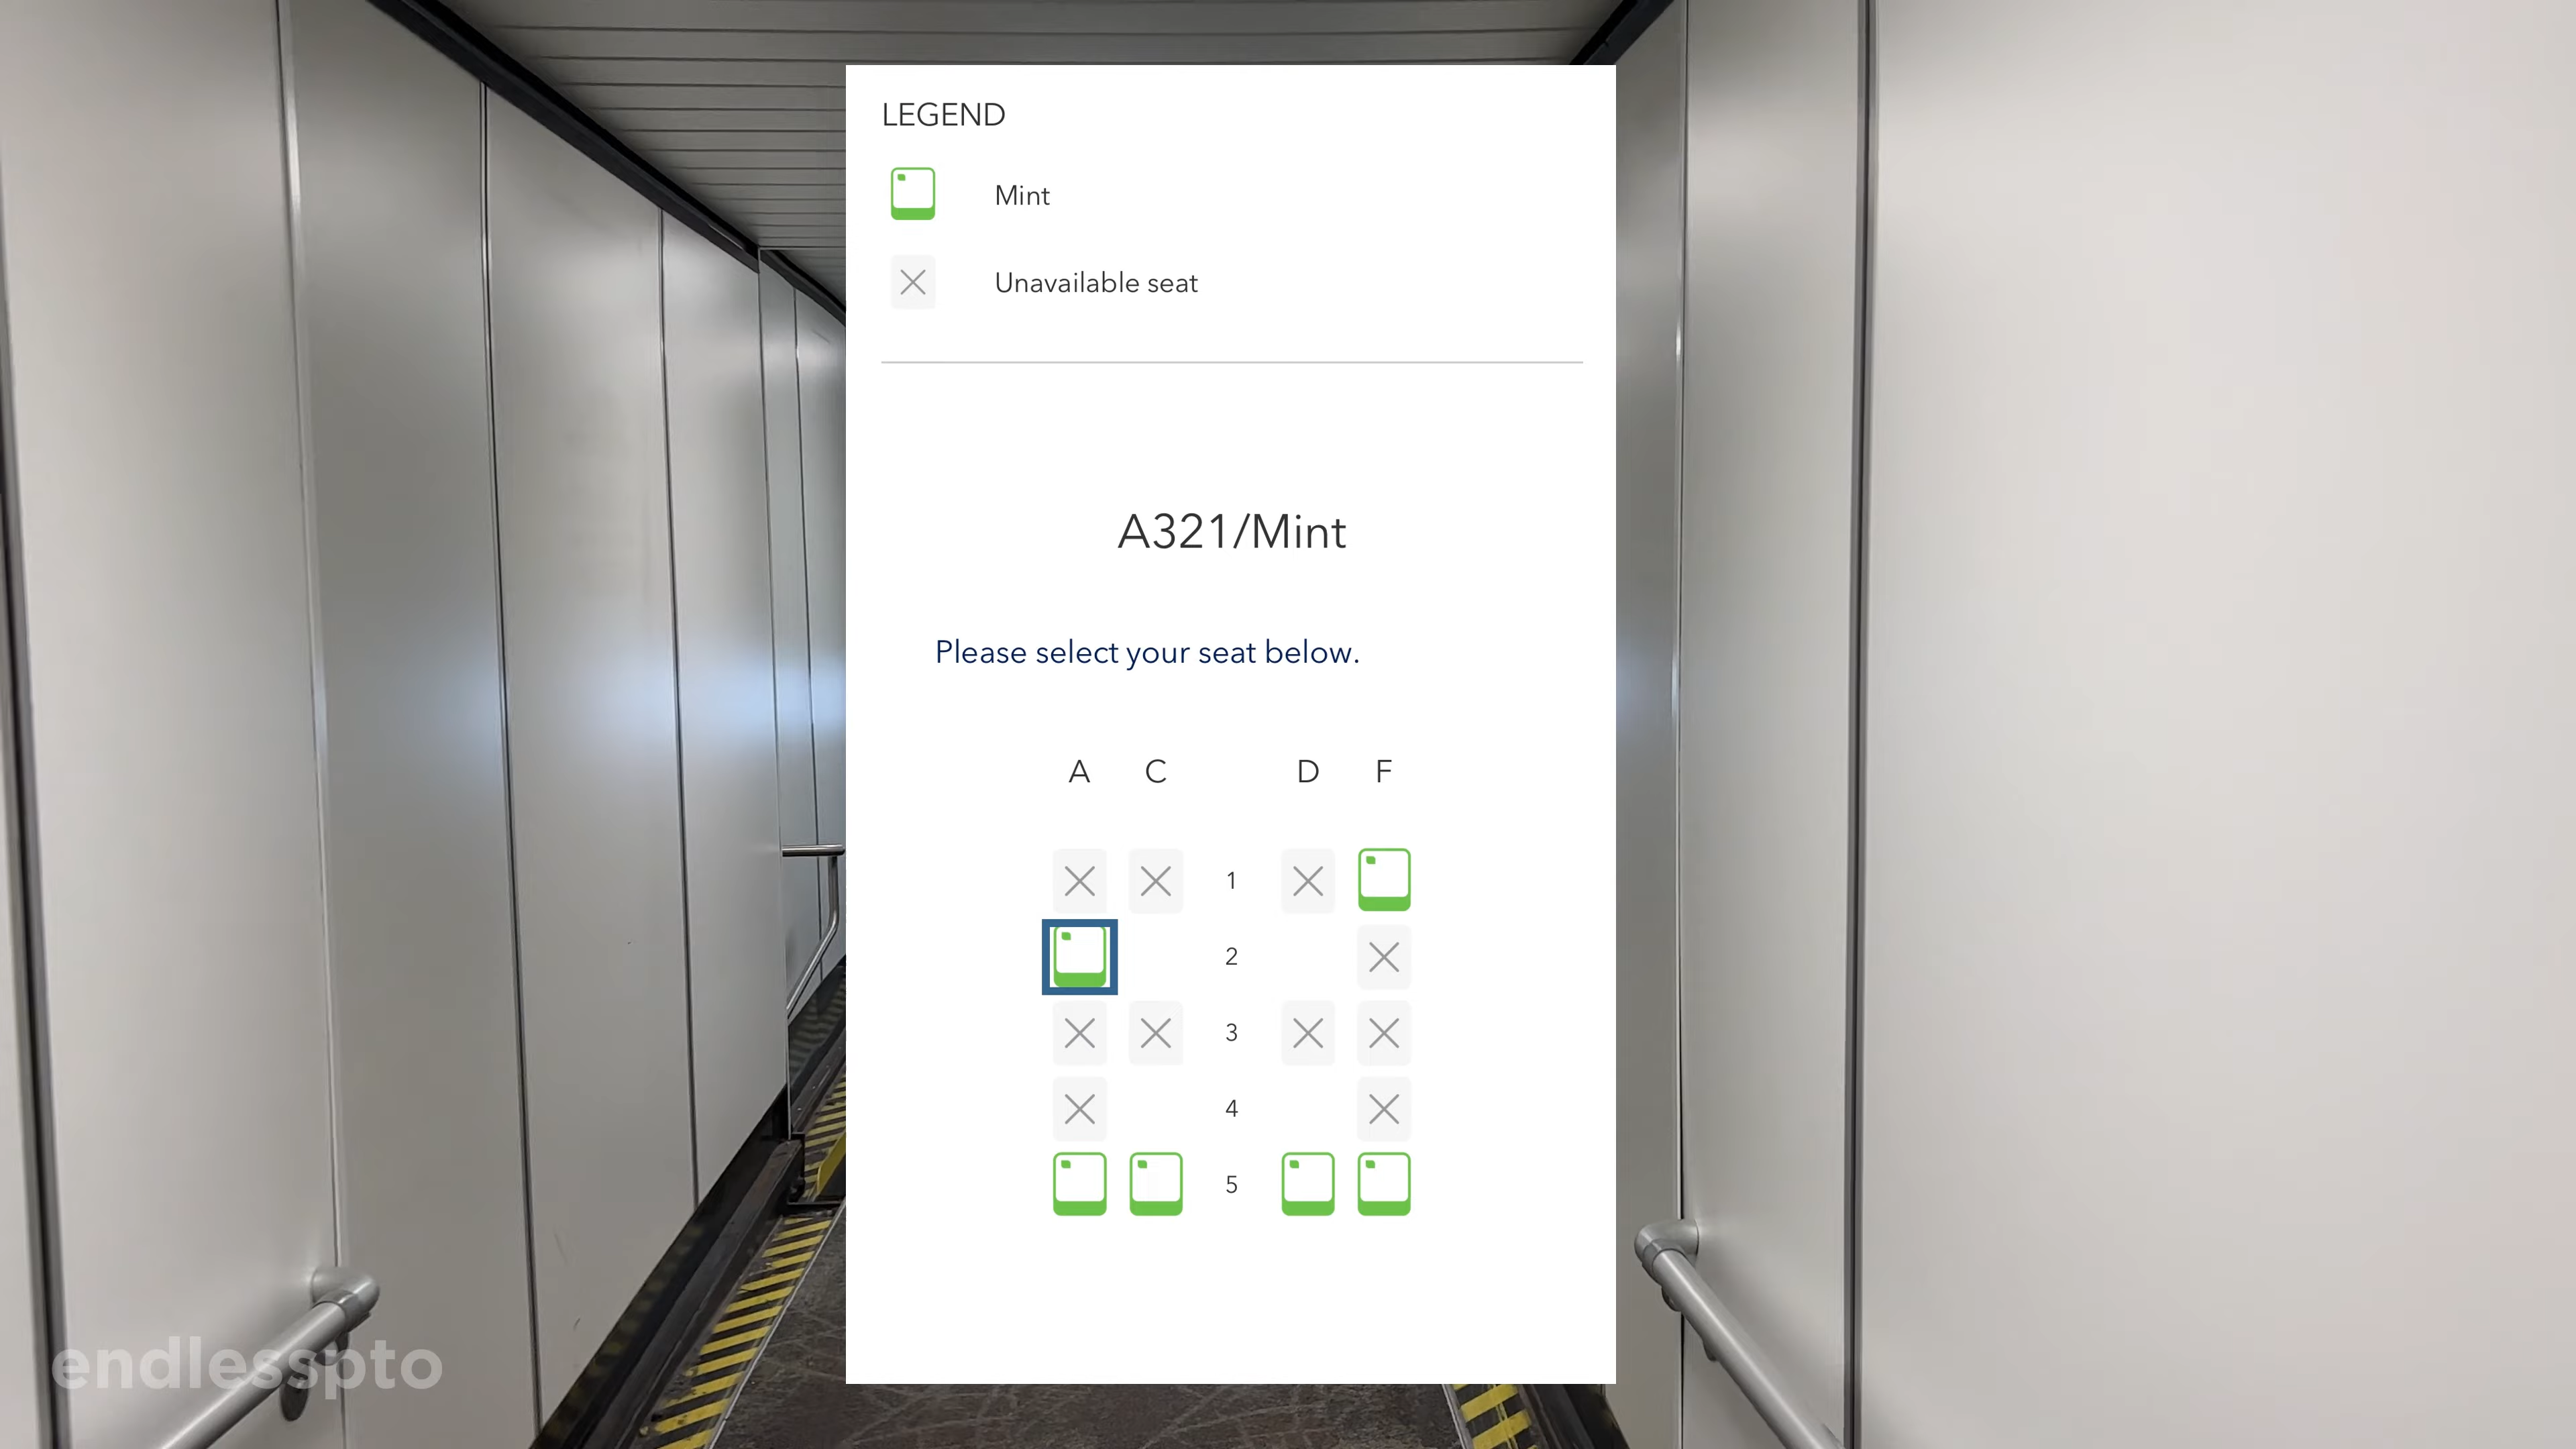 LEGEND
Mint
Unavailable seat
A321/Mint
Please select your seat below.
A C D F
1
2
3
4
5
endlesspto